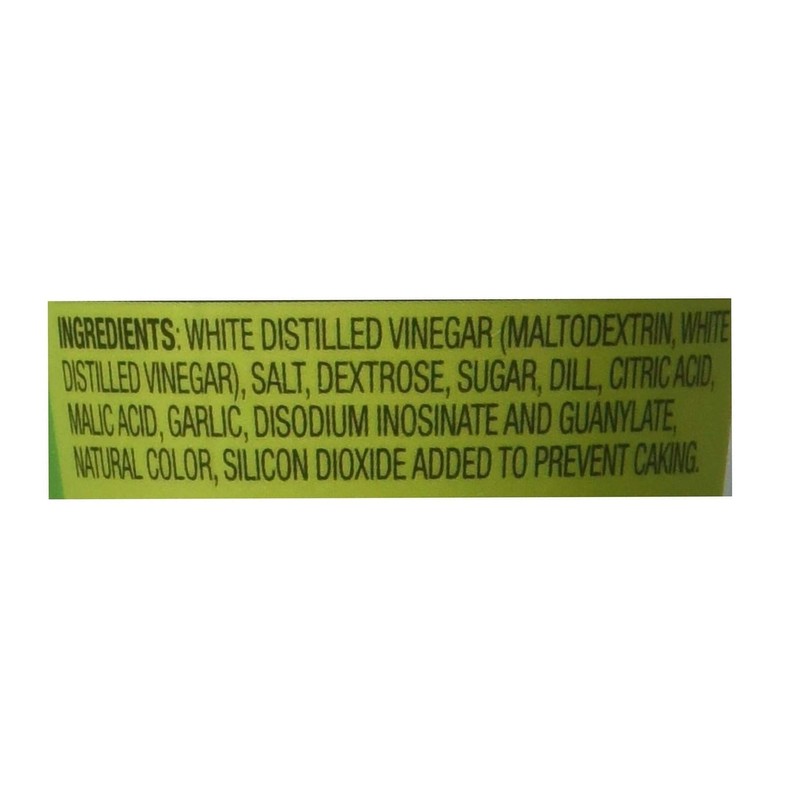 INGREDIENTS: WHITE DISTILLED VINEGAR (MALTODEXTRIN, WHITE
DISTILLED VINEGAR), SALT, DEXTROSE, SUGAR, DILL, CITRIC ACID,
MALIC ACID, GARLIC, DISODIUM INOSINATE AND GUANYLATE,
NATURAL COLOR, SILICON DIOXIDE ADDED TO PREVENT CAKING.